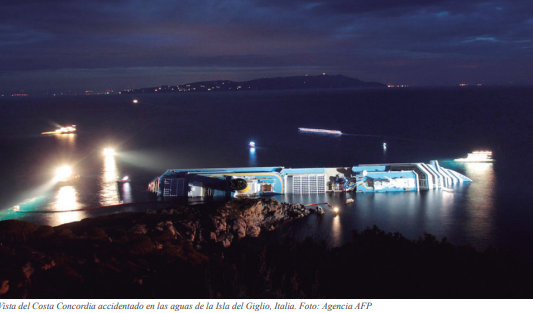 Vista del Costa Concordia accidentado en las aguas de la Isla del Giglio, Italia. Foto: Agencia AFP